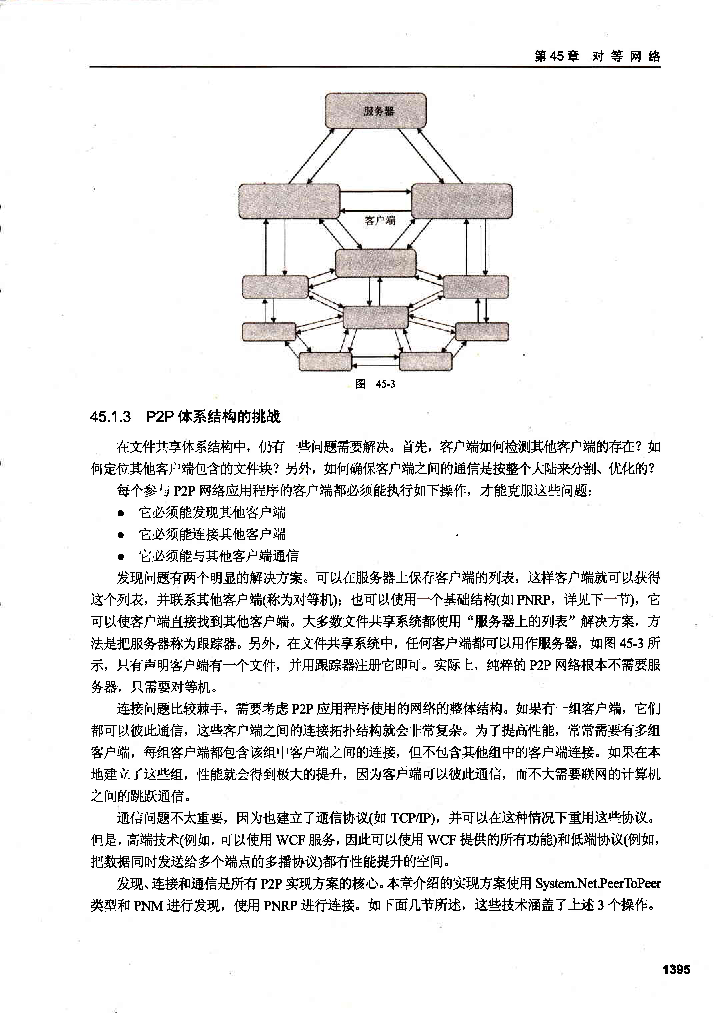 第45章 对 等 网 络
服务器
客户端
图 45-3
45.1.3 P2P 体系结构的挑战
在文件共享体系结构中，仍有一些问题需要解决。首先，客户端如何检测其他客户端的存在？如
何定位其他客户端包含的文件块？另外，如何确保客户端之间的通信是按整个大陆来分割、优化的？
每个参与 P2P 网络应用程序的客户端都必须能执行如下操作，才能克服这些问题：
● 它必须能发现其他客户端
● 它必须能连接其他客户端
● 它必须能与其他客户端通信
发现问题有两个明显的解决方案。可以在服务器上保存客户端的列表，这样客户端就可以获得
这个列表，并联系其他客户端(称为对等机)；也可以使用一个基础结构(如 PNRP，详见下一节)，它
可以使客户端直接找到其他客户端。大多数文件共享系统都使用“服务器上的列表”解决方案，方
法是把服务器称为跟踪器。另外，在文件共享系统中，任何客户端都可以用作服务器，如图 45-3 所
示，只有声明客户端有一个文件，并用跟踪器注册它即可。实际上，纯粹的 P2P 网络根本不需要服
务器，只需要对等机。
连接问题比较棘手，需要考虑 P2P 应用程序使用的网络的整体结构。如果有一组客户端，它们
都可以彼此通信，这些客户端之间的连接拓扑结构就会非常复杂。为了提高性能，常常需要有多组
客户端，每组客户端都包含该组中客户端之间的连接，但不包含其他组中的客户端连接。如果在本
地建立了这些组，性能就会得到极大的提升，因为客户端可以彼此通信，而不大需要联网的计算机
之间的跳跃通信。
通信问题不太重要，因为也建立了通信协议(如 TCP/IP)，并可以在这种情况下重用这些协议。
但是，高端技术(例如，可以使用 WCF 服务，因此可以使用 WCF 提供的所有功能)和低端协议(例如，
把数据同时发送给多个端点的多播协议)都有性能提升的空间。
发现、连接和通信是所有 P2P 实现方案的核心。本章介绍的实现方案使用 System.Net.PeerToPeer
类型和 PNM 进行发现，使用 PNRP 进行连接。如下面几节所述，这些技术涵盖了上述 3 个操作。
1395